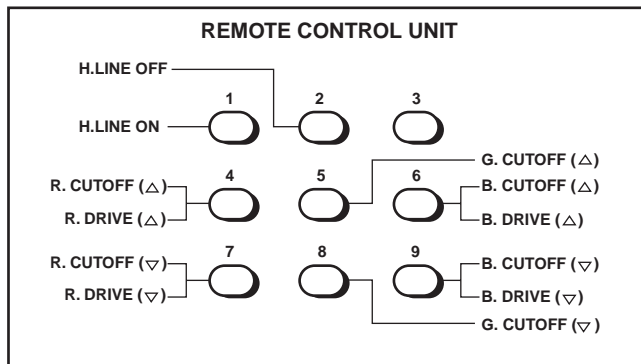 REMOTE CONTROL UNIT
H.LINE OFF
1 2 3
H.LINE ON
G. CUTOFF (△)
4 5 6
R. CUTOFF (△)
B. CUTOFF (△)
R. DRIVE (△)
B. DRIVE (△)
7 8 9
R. CUTOFF (▽)
B. CUTOFF (▽)
R. DRIVE (▽)
B. DRIVE (▽)
G. CUTOFF (▽)